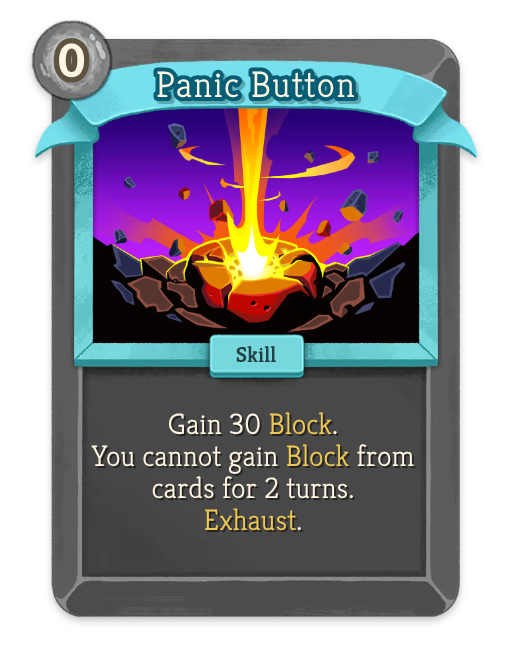 0
Panic Button
Skill
Gain 30 Block.
You cannot gain Block from
cards for 2 turns.
Exhaust.